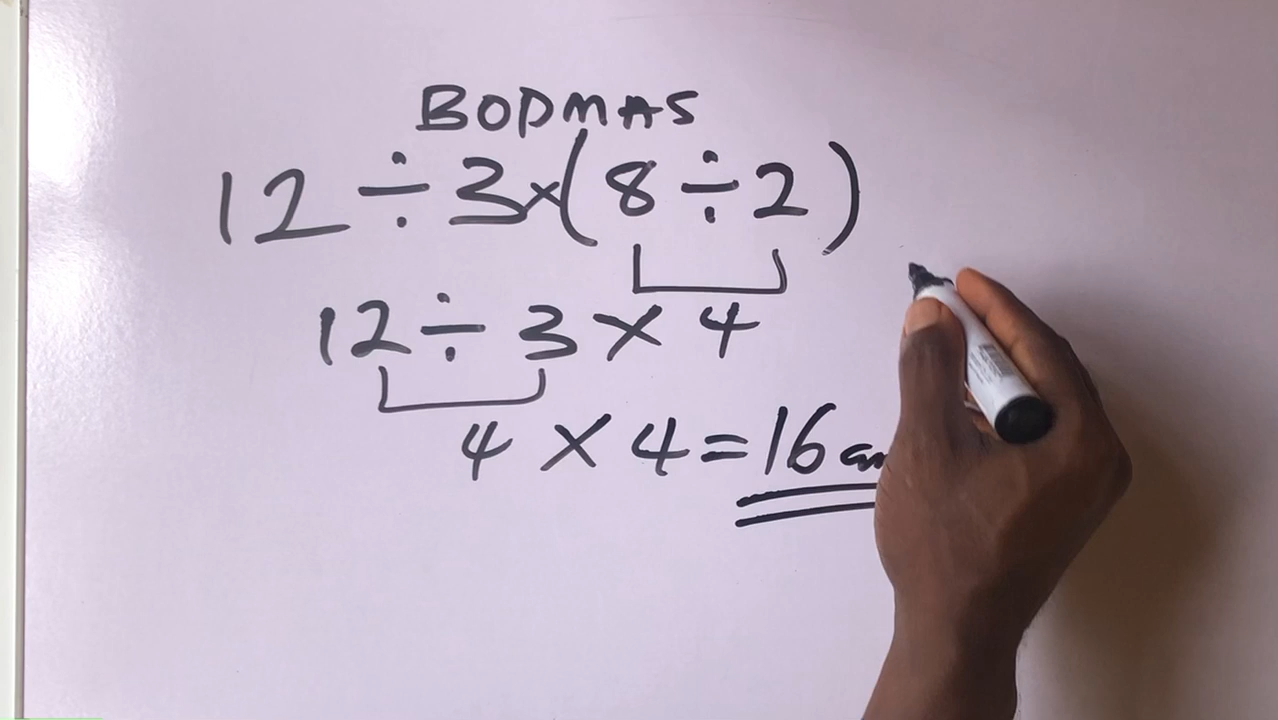 BODMAS
12 ÷ 3×(8 ÷ 2)
12 ÷ 3 × 4
4 × 4 = 16